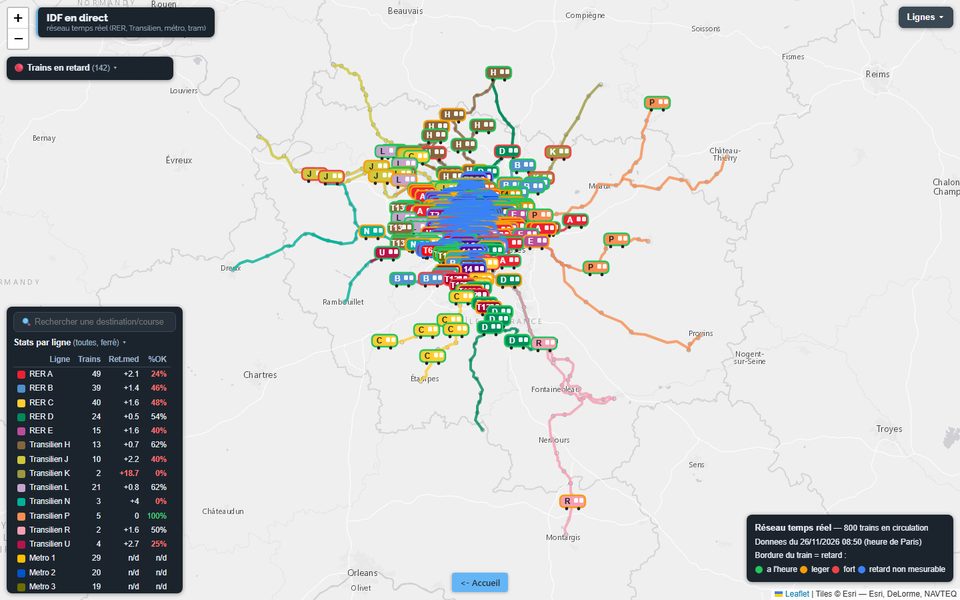 +
−
IDF en direct
réseau temps réel (RER, Transilien, métro, tram)
Trains en retard (142)
Lignes
NORMANDY
Rouen
Beauvais
Compiègne
Soissons
Fismes
Reims
Louviers
Bernay
Évreux
Meaux
Château-
Thierry
Dreux
Rambouillet
Chartres
Étampes
Provins
Nogent-
sur-Seine
Fontainebleau
Nemours
Troyes
Sens
Châteaudun
Montargis
Orléans
Olivet
H
H
H
H
H
H
P
K
D
B
J
J
J
J
L
L
C
L
T13
A
N
U
T6
B
B
A
E
P
A
E
P
P
14
C
C
C
C
C
C
D
D
D
D
R
R
Rechercher une destination/course
Stats par ligne (toutes, ferré)
Ligne Trains Ret.med %OK
RER A 49 +2.1 24%
RER B 39 +1.4 46%
RER C 40 +1.6 48%
RER D 24 +0.5 54%
RER E 15 +1.6 40%
Transilien H 13 +0.7 62%
Transilien J 10 +2.2 40%
Transilien K 2 +18.7 0%
Transilien L 21 +0.8 62%
Transilien N 3 +4 0%
Transilien P 5 0 100%
Transilien R 2 +1.6 50%
Transilien U 4 +2.7 25%
Metro 1 29 n/d n/d
Metro 2 20 n/d n/d
Metro 3 19 n/d n/d
<- Accueil
Réseau temps réel — 800 trains en circulation
Donnees du 26/11/2026 08:50 (heure de Paris)
Bordure du train = retard :
a l'heure leger fort retard non mesurable
Leaflet | Tiles © Esri — Esri, DeLorme, NAVTEQ